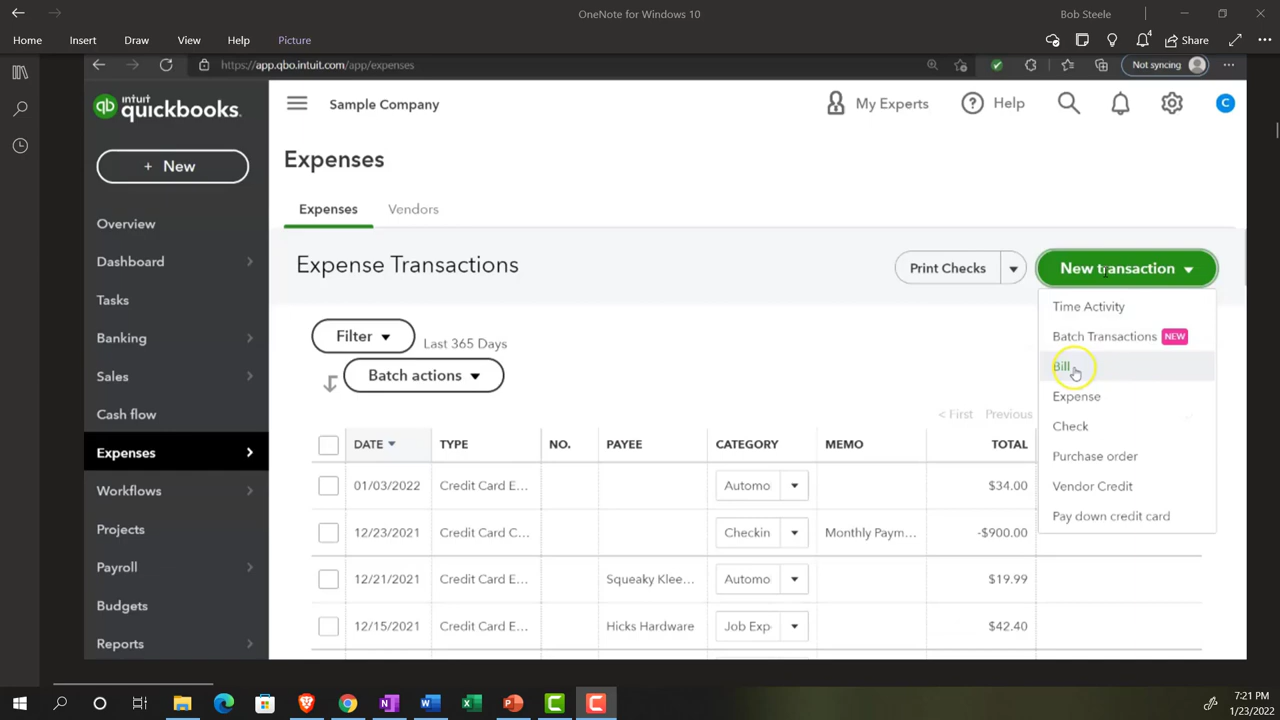 OneNote for Windows 10
Bob Steele
Home Insert Draw View Help Picture
Share
https://app.qbo.intuit.com/app/expenses
Not syncing
intuit
quickbooks.
Sample Company
My Experts
Help
C
+ New
Expenses
Expenses Vendors
Overview
Dashboard
Tasks
Banking
Sales
Cash flow
Expenses
Workflows
Projects
Payroll
Budgets
Reports
Expense Transactions
Print Checks
New transaction
Time Activity
Batch Transactions NEW
Bill
Expense
Check
Purchase order
Vendor Credit
Pay down credit card
Filter
Last 365 Days
Batch actions
< First Previous
DATE TYPE NO. PAYEE CATEGORY MEMO TOTAL
01/03/2022 Credit Card E... Automo $34.00
12/23/2021 Credit Card C... Checkin Monthly Paym... -$900.00
12/21/2021 Credit Card E... Squeaky Klee... Automo $19.99
12/15/2021 Credit Card E... Hicks Hardware Job Exp $42.40
7:21 PM
1/23/2022